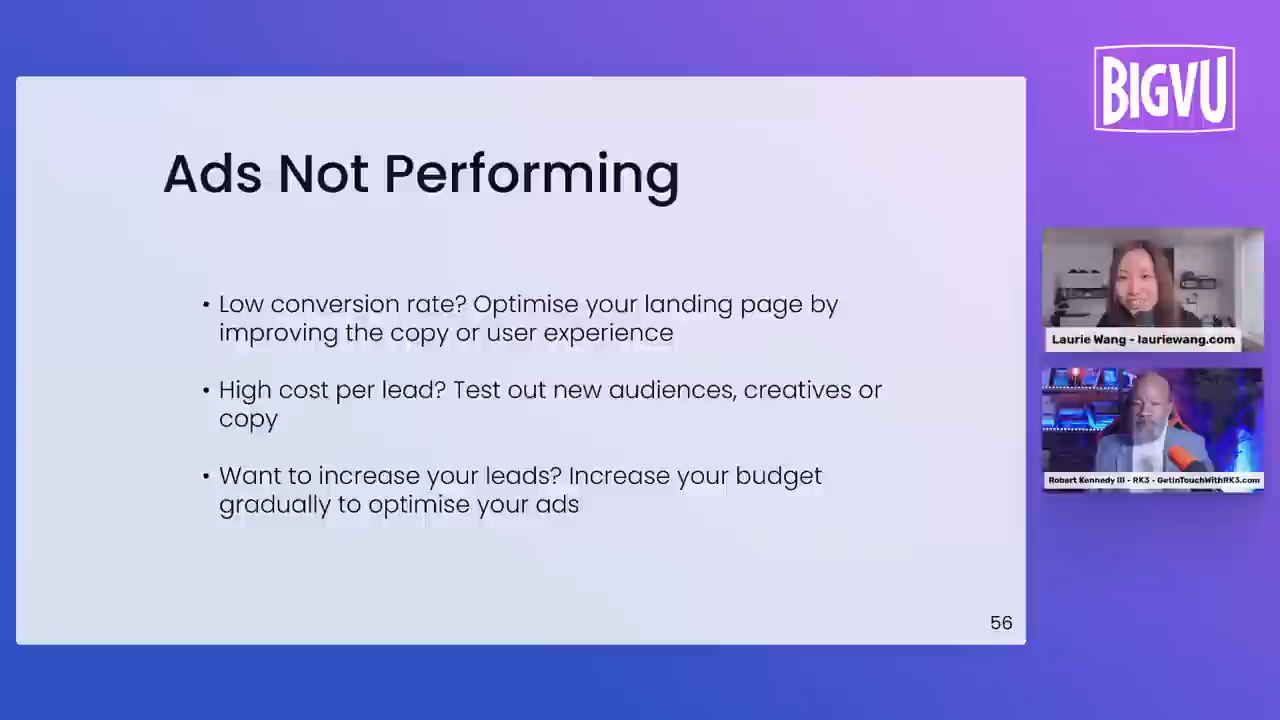 BIGVU
Ads Not Performing
• Low conversion rate? Optimise your landing page by
improving the copy or user experience
• High cost per lead? Test out new audiences, creatives or
copy
• Want to increase your leads? Increase your budget
gradually to optimise your ads
56
Laurie Wang - lauriewang.com
Robert Kennedy III - RK3 - GetInTouchWithRK3.com